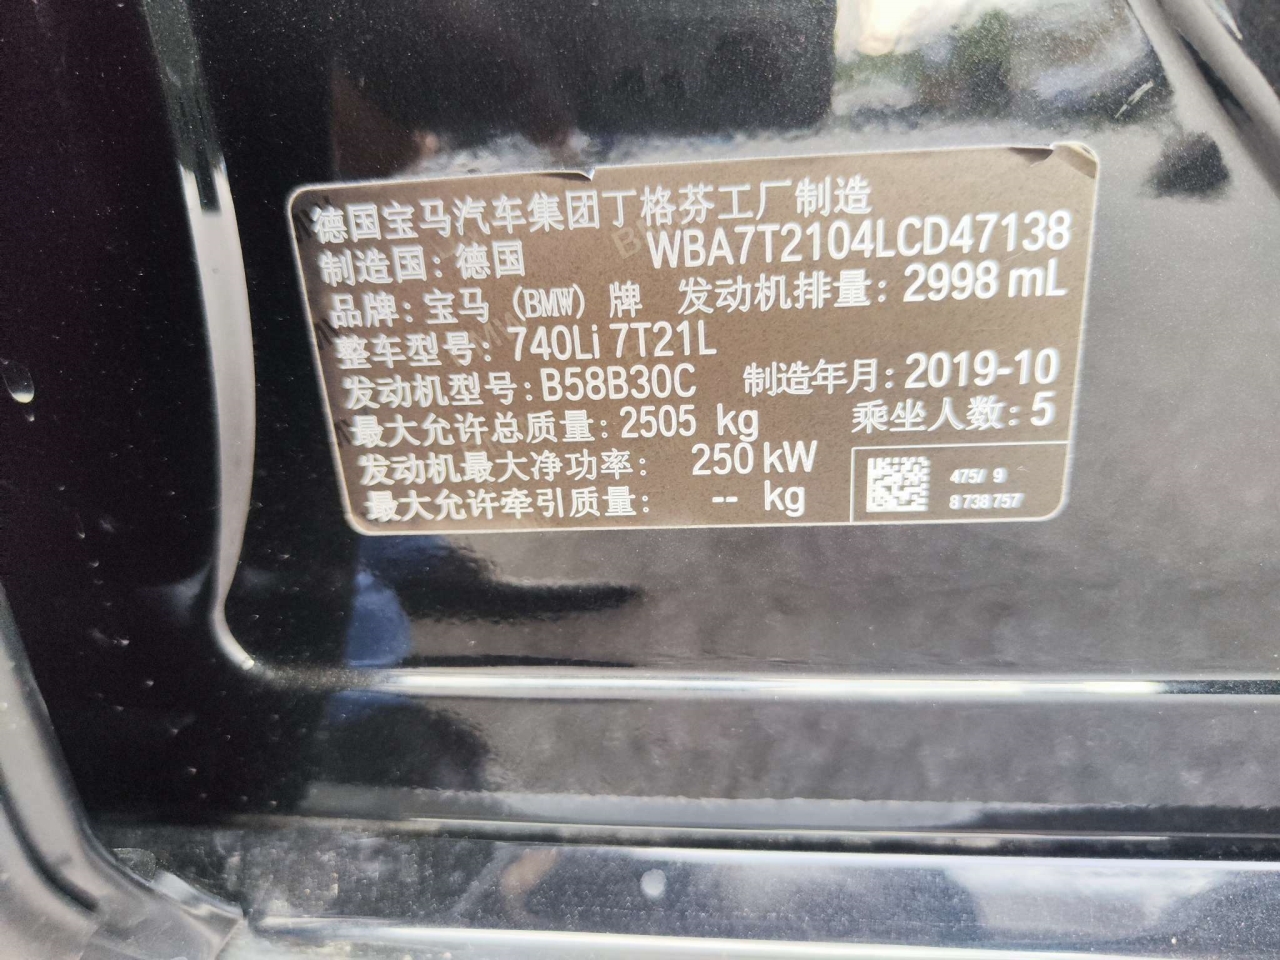 德国宝马汽车集团丁格芬工厂制造
制造国：德国 WBA7T2104LCD47138
品牌：宝马（BMW）牌 发动机排量：2998 mL
整车型号：740Li 7T21L
发动机型号：B58B30C 制造年月：2019-10
最大允许总质量：2505 kg 乘坐人数：5
发动机最大净功率： 250 kW
最大允许牵引质量： -- kg
475/ 9
8 738 757